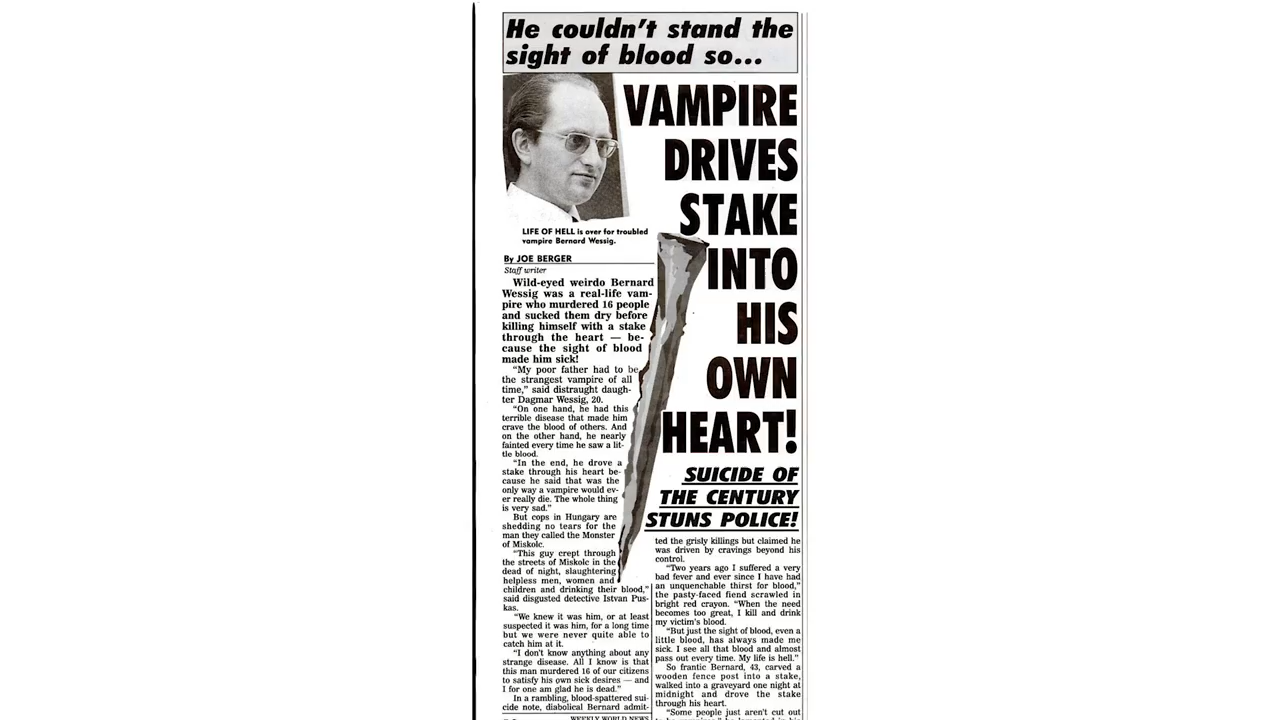 He couldn't stand the
sight of blood so...
VAMPIRE
DRIVES
STAKE
INTO
HIS
OWN
HEART!
SUICIDE OF
THE CENTURY
STUNS POLICE!
LIFE OF HELL is over for troubled
vampire Bernard Wessig.
By JOE BERGER
Staff writer
Wild-eyed weirdo Bernard
Wessig was a real-life vam-
pire who murdered 16 people
and sucked them dry before
killing himself with a stake
through the heart — be-
cause the sight of blood
made him sick!
"My poor father had to be
the strangest vampire of all
time," said distraught daugh-
ter Dagmar Wessig, 20.
"On one hand, he had this
terrible disease that made him
crave the blood of others. And
on the other hand, he nearly
fainted every time he saw a lit-
tle blood.
"In the end, he drove a
stake through his heart be-
cause he said that was the
only way a vampire would ev-
er really die. The whole thing
is very sad."
But cops in Hungary are
shedding no tears for the
man they called the Monster
of Miskolc.
"This guy crept through
the streets of Miskolc in the
dead of night, slaughtering
helpless men, women and
children and drinking their blood,"
said disgusted detective Istvan Pus-
kas.
"We knew it was him, or at least
suspected it was him, for a long time
but we were never quite able to
catch him at it.
"I don't know anything about any
strange disease. All I know is that
this man murdered 16 of our citizens
to satisfy his own sick desires — and
I for one am glad he is dead."
In a rambling, blood-spattered sui-
cide note, diabolical Bernard admit-
WEEKLY WORLD NEWS
ted the grisly killings but claimed he
was driven by cravings beyond his
control.
"Two years ago I suffered a very
bad fever and ever since I have had
an unquenchable thirst for blood,"
the pasty-faced fiend scrawled in
bright red crayon. "When the need
becomes too great, I kill and drink
my victim's blood.
"But just the sight of blood, even a
little blood, has always made me
sick. I see all that blood and almost
pass out every time. My life is hell."
So frantic Bernard, 43, carved a
wooden fence post into a stake,
walked into a graveyard one night at
midnight and drove the stake
through his heart.
"Some people just aren't cut out